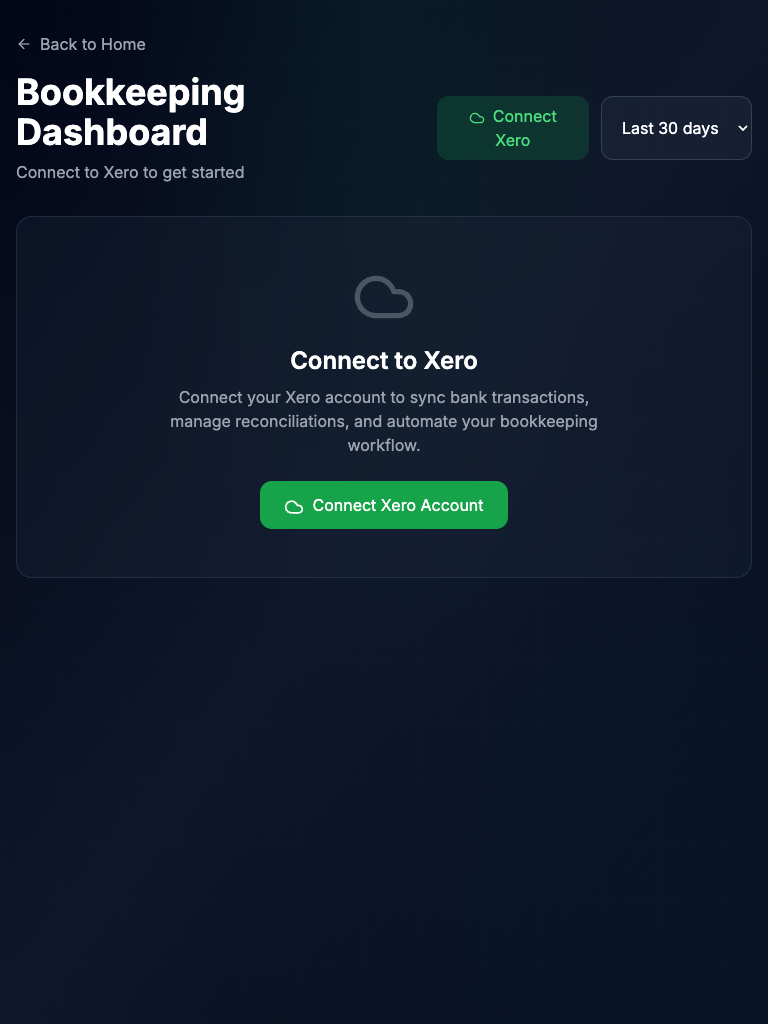 Back to Home
Bookkeeping
Dashboard
Connect to Xero to get started
Connect
Xero
Last 30 days
Connect to Xero
Connect your Xero account to sync bank transactions,
manage reconciliations, and automate your bookkeeping
workflow.
Connect Xero Account